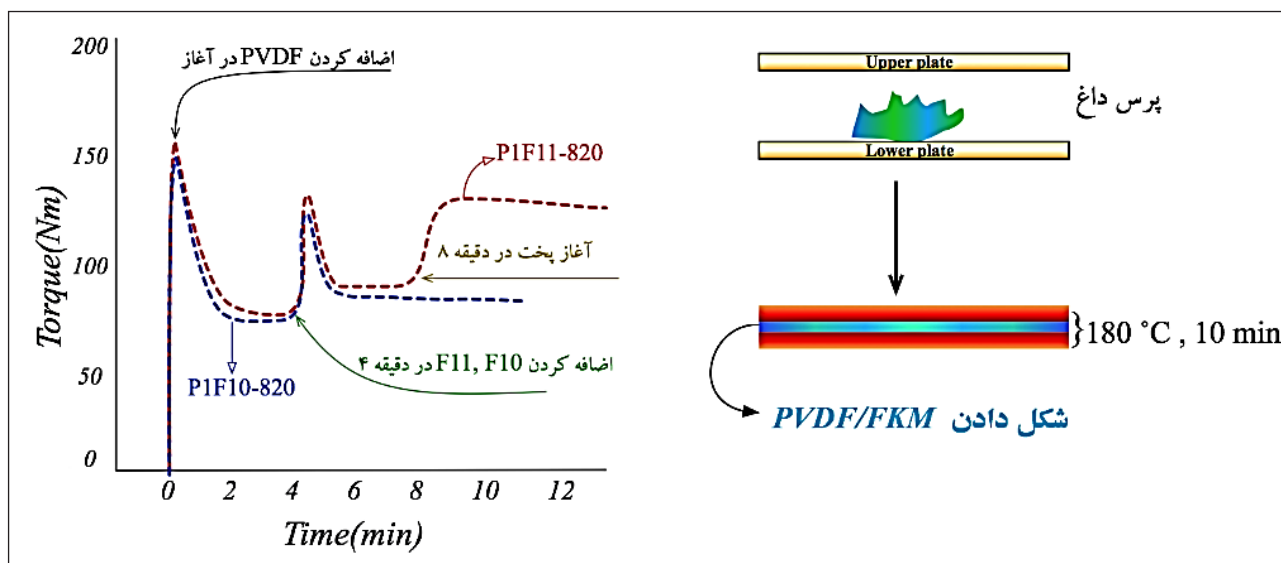 200
150
100
50
0
Torque(Nm)
0 2 4 6 8 10 12
Time(min)
اضافه کردن PVDF در آغاز
P1F11-820
آغاز پخت در دقیقه ۸
اضافه کردن F11, F10 در دقیقه ۴
P1F10-820
Upper plate
پرس داغ
Lower plate
180 °C , 10 min
شکل دادن PVDF/FKM